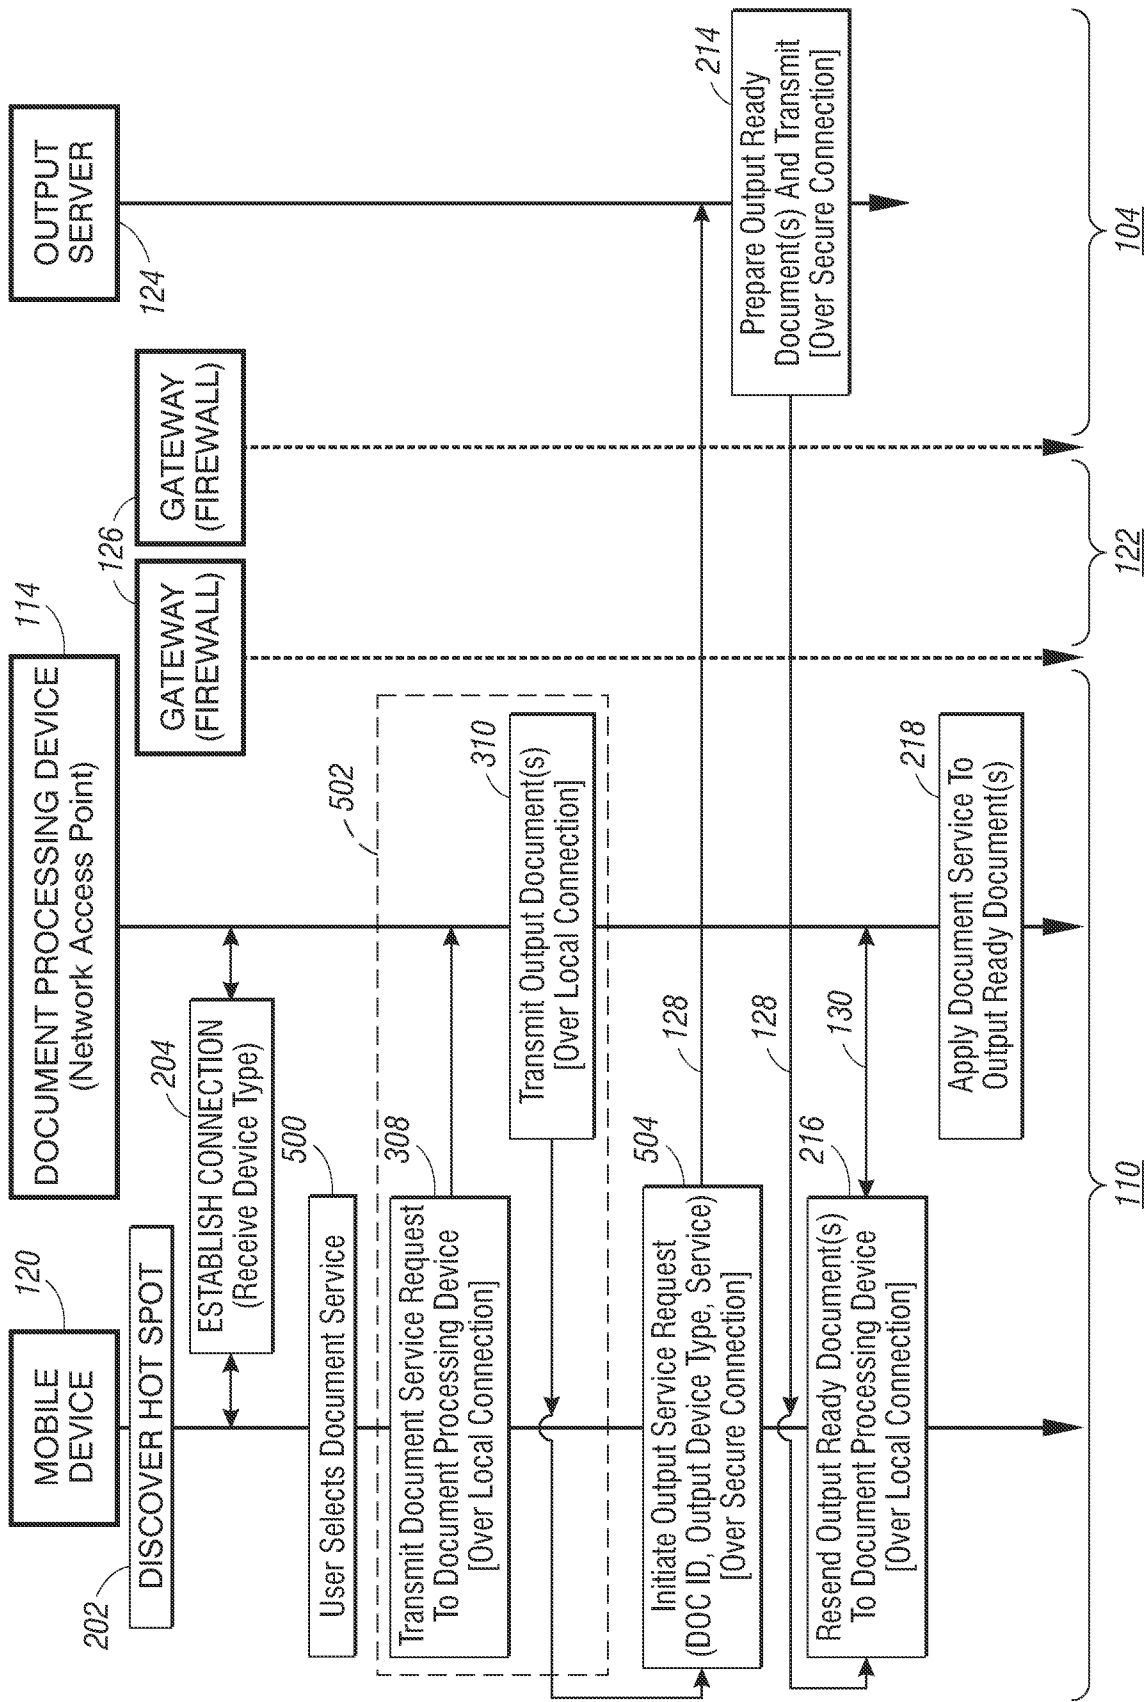 MOBILE
DEVICE
120
DOCUMENT PROCESSING DEVICE
(Network Access Point)
114
OUTPUT
SERVER
124
GATEWAY
(FIREWALL)
GATEWAY
(FIREWALL)
126
202
DISCOVER HOT SPOT
ESTABLISH CONNECTION
(Receive Device Type)
204
User Selects Document Service
500
502
Transmit Document Service Request
To Document Processing Device
[Over Local Connection]
308
Transmit Output Document(s)
[Over Local Connection]
310
Initiate Output Service Request
(DOC ID, Output Device Type, Service)
[Over Secure Connection]
504
128
Prepare Output Ready
Document(s) And Transmit
[Over Secure Connection]
214
128
Resend Output Ready Document(s)
To Document Processing Device
[Over Local Connection]
216
130
Apply Document Service To
Output Ready Document(s)
218
110
122
104